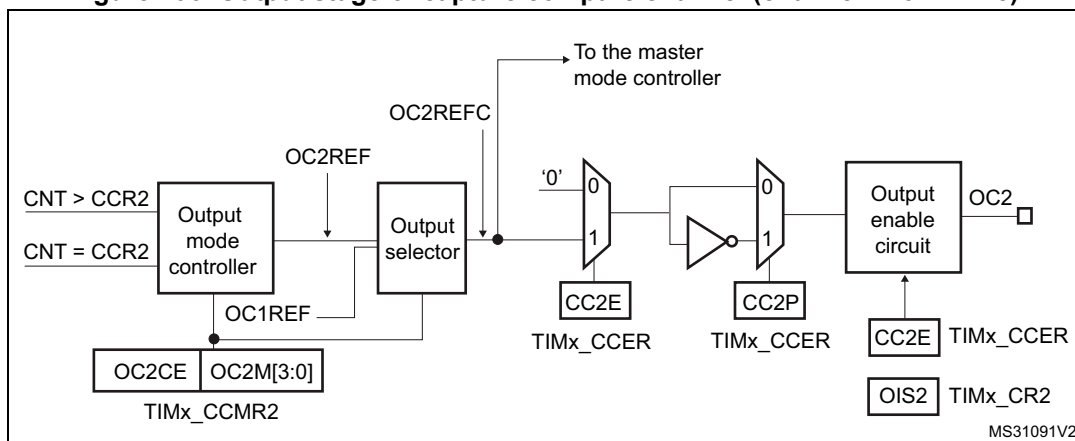 To the master
mode controller
OC2REFC
OC2REF
‘0’
0
1
0
1
CNT > CCR2
CNT = CCR2
Output
mode
controller
Output
selector
Output
enable
circuit
OC2
OC1REF
CC2E
TIMx_CCER
CC2P
TIMx_CCER
CC2E
TIMx_CCER
OC2CE
OC2M[3:0]
TIMx_CCMR2
OIS2
TIMx_CR2
MS31091V2